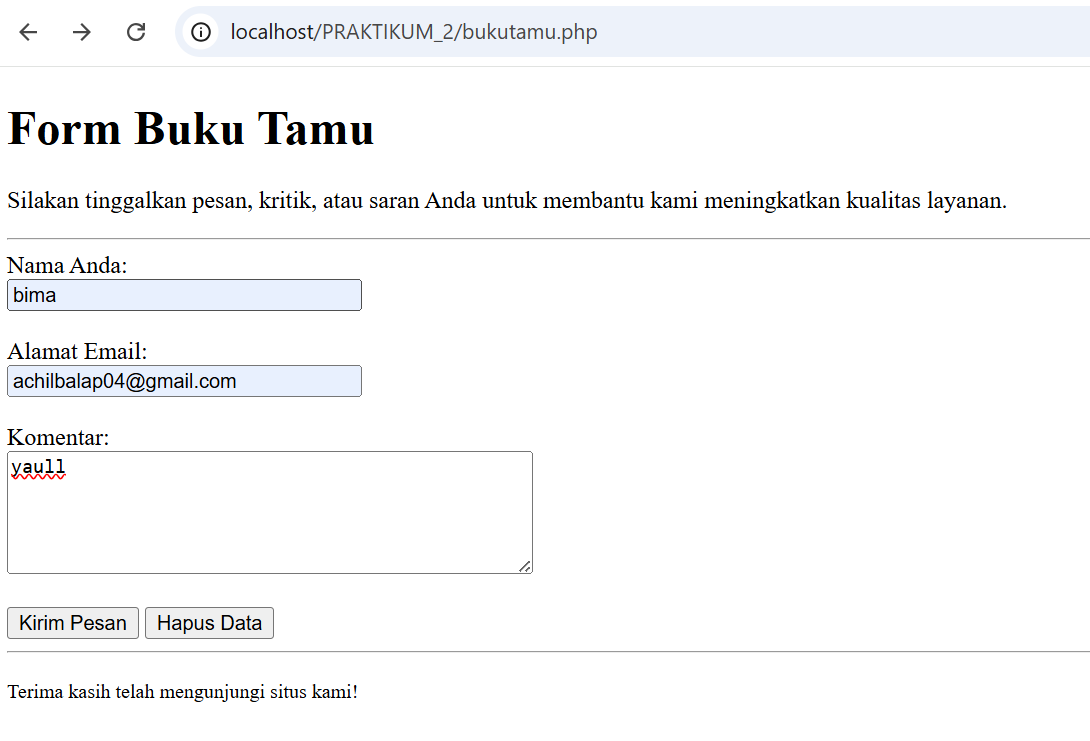 localhost/PRAKTIKUM_2/bukutamu.php
Form Buku Tamu
Silakan tinggalkan pesan, kritik, atau saran Anda untuk membantu kami meningkatkan kualitas layanan.
Nama Anda:
bima
Alamat Email:
achilbalap04@gmail.com
Komentar:
yaull
Kirim Pesan Hapus Data
Terima kasih telah mengunjungi situs kami!